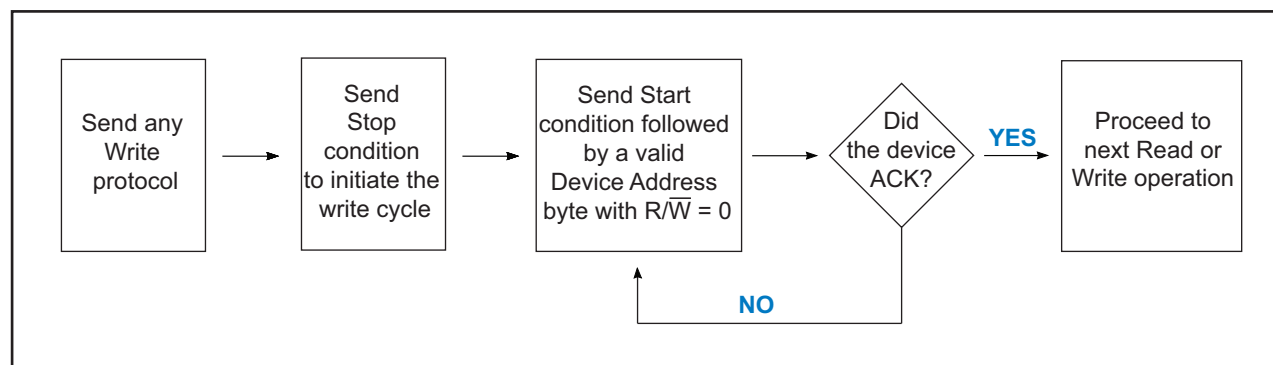 Send any
Write
protocol
Send
Stop
condition
to initiate the
write cycle
Send Start
condition followed
by a valid
Device Address
byte with R/W̅ = 0
Did
the device
ACK?
YES
NO
Proceed to
next Read or
Write operation